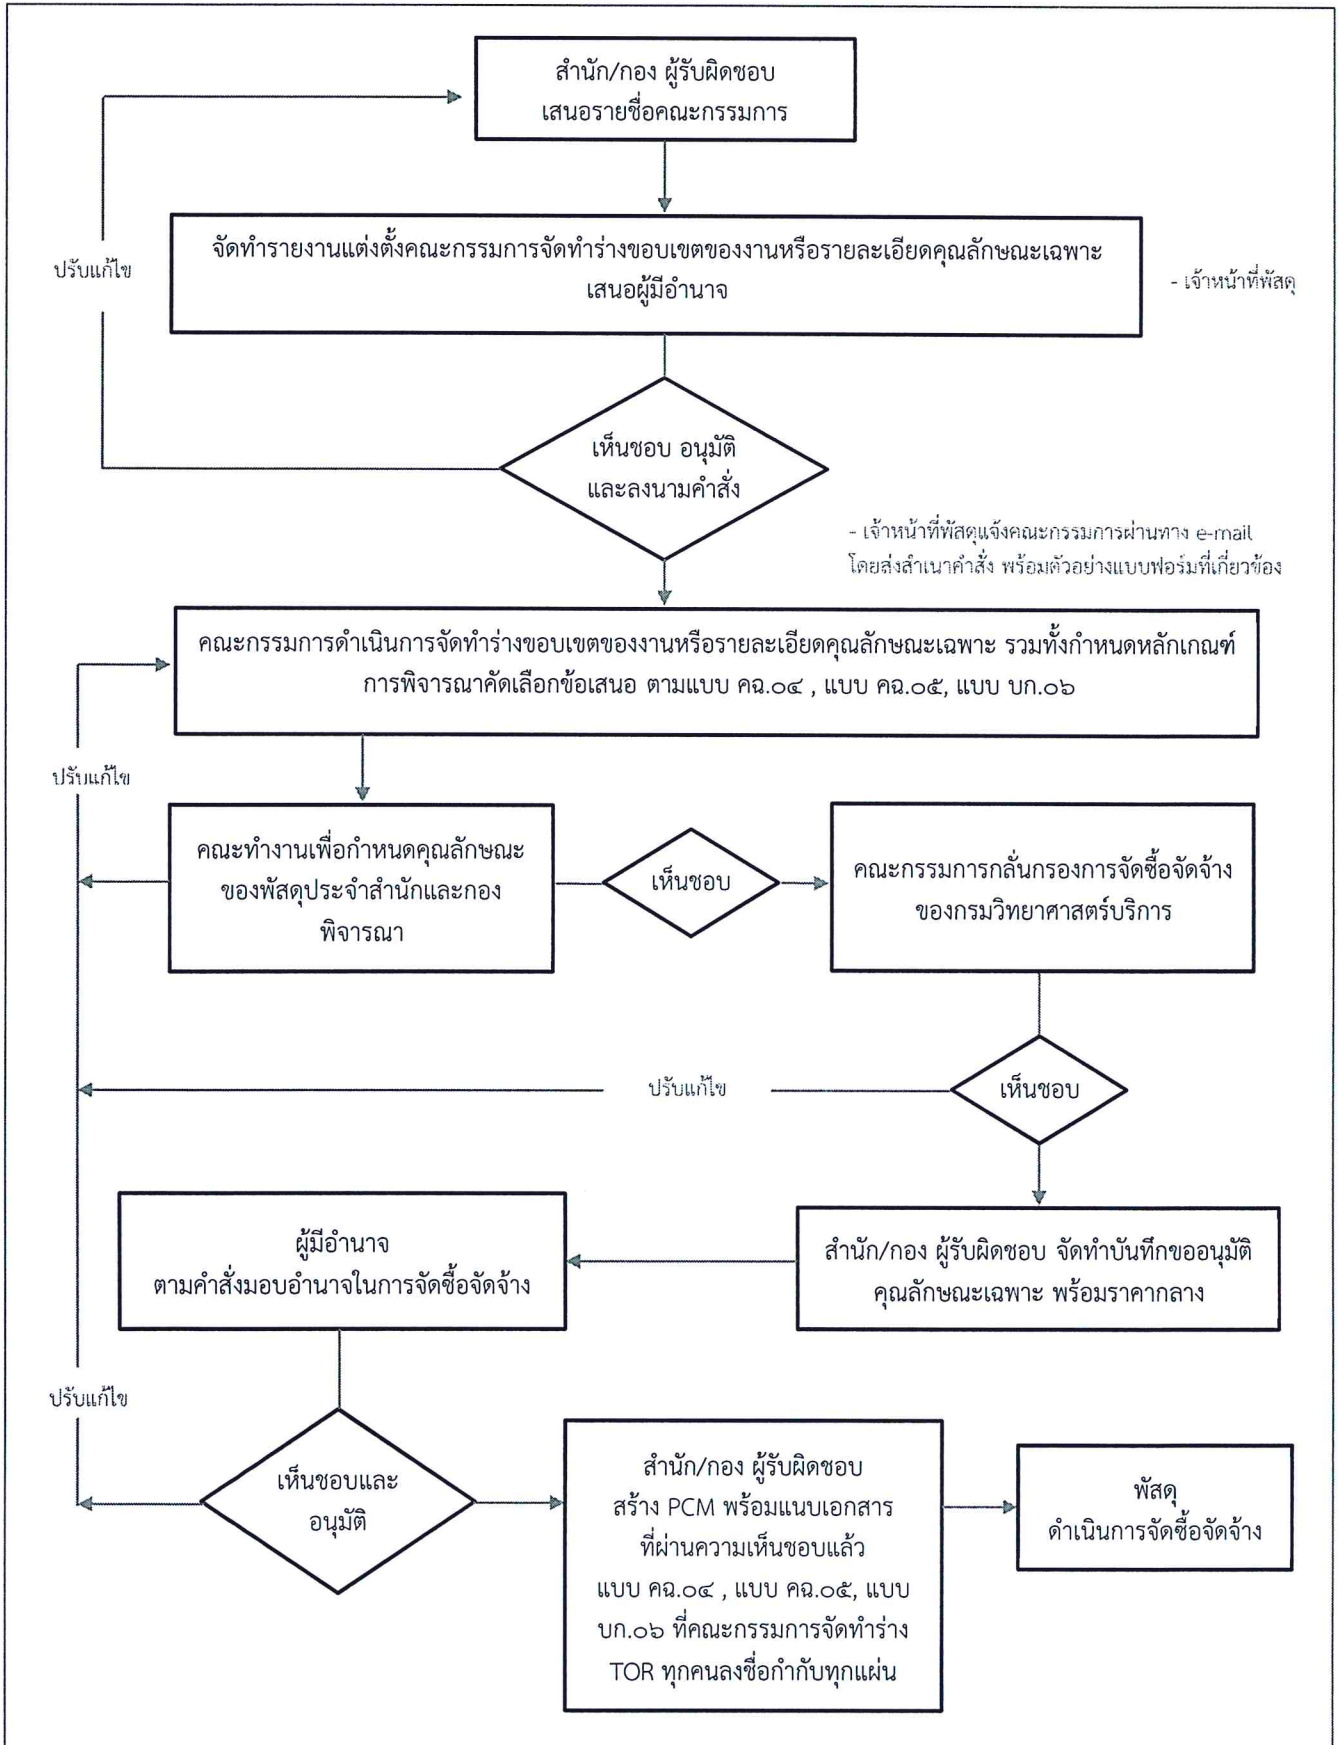 สำนัก/กอง ผู้รับผิดชอบ
เสนอรายชื่อคณะกรรมการ
ปรับแก้ไข
จัดทำรายงานแต่งตั้งคณะกรรมการจัดทำร่างขอบเขตของงานหรือรายละเอียดคุณลักษณะเฉพาะ
เสนอผู้มีอำนาจ
- เจ้าหน้าที่พัสดุ
เห็นชอบ อนุมัติ
และลงนามคำสั่ง
- เจ้าหน้าที่พัสดุแจ้งคณะกรรมการผ่านทาง e-mail
โดยส่งสำเนาคำสั่ง พร้อมตัวอย่างแบบฟอร์มที่เกี่ยวข้อง
คณะกรรมการดำเนินการจัดทำร่างขอบเขตของงานหรือรายละเอียดคุณลักษณะเฉพาะ รวมทั้งกำหนดหลักเกณฑ์
การพิจารณาคัดเลือกข้อเสนอ ตามแบบ คฉ.๐๔ , แบบ คฉ.๐๕, แบบ บก.๐๖
ปรับแก้ไข
คณะทำงานเพื่อกำหนดคุณลักษณะ
ของพัสดุประจำสำนักและกอง
พิจารณา
เห็นชอบ
คณะกรรมการกลั่นกรองการจัดซื้อจัดจ้าง
ของกรมวิทยาศาสตร์บริการ
ปรับแก้ไข
เห็นชอบ
ผู้มีอำนาจ
ตามคำสั่งมอบอำนาจในการจัดซื้อจัดจ้าง
สำนัก/กอง ผู้รับผิดชอบ จัดทำบันทึกขออนุมัติ
คุณลักษณะเฉพาะ พร้อมราคากลาง
ปรับแก้ไข
เห็นชอบและ
อนุมัติ
สำนัก/กอง ผู้รับผิดชอบ
สร้าง PCM พร้อมแนบเอกสาร
ที่ผ่านความเห็นชอบแล้ว
แบบ คฉ.๐๔ , แบบ คฉ.๐๕, แบบ
บก.๐๖ ที่คณะกรรมการจัดทำร่าง
TOR ทุกคนลงชื่อกำกับทุกแผ่น
พัสดุ
ดำเนินการจัดซื้อจัดจ้าง